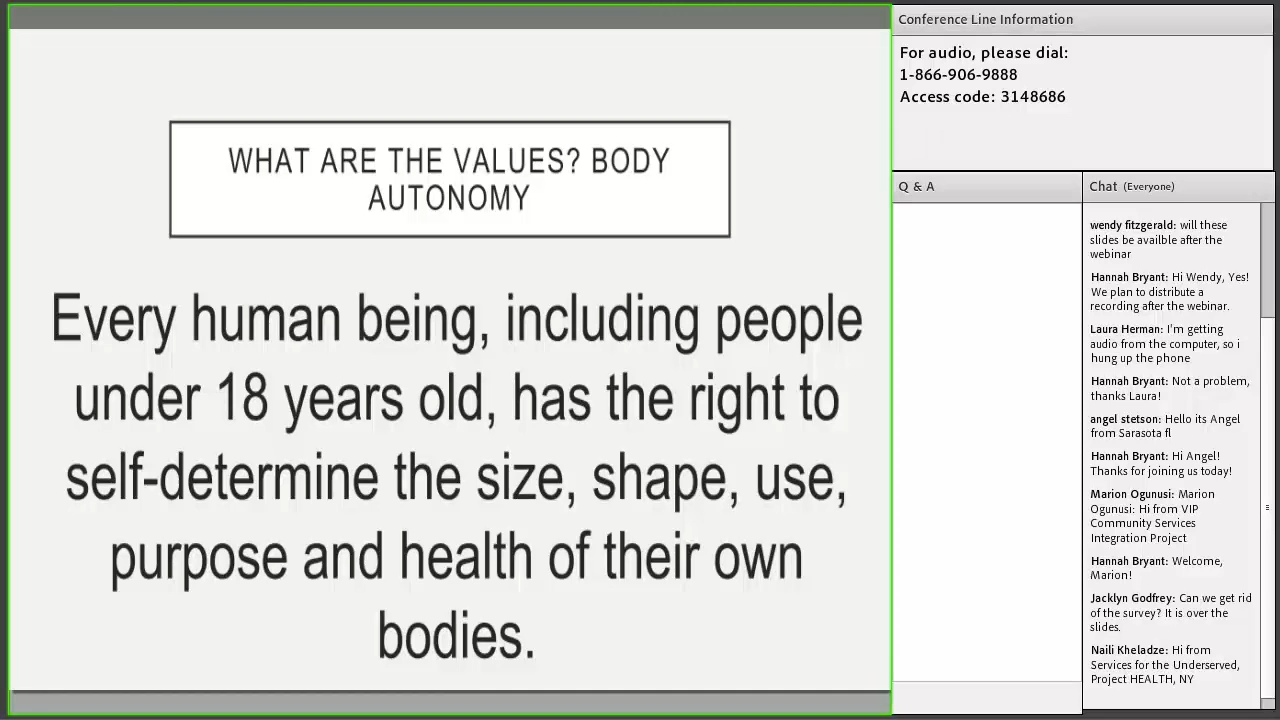 WHAT ARE THE VALUES? BODY
AUTONOMY
Every human being, including people
under 18 years old, has the right to
self-determine the size, shape, use,
purpose and health of their own
bodies.
Conference Line Information
For audio, please dial:
1-866-906-9888
Access code: 3148686
Q & A
Chat (Everyone)
wendy fitzgerald: will these
slides be availble after the
webinar
Hannah Bryant: Hi Wendy, Yes!
We plan to distribute a
recording after the webinar.
Laura Herman: I'm getting
audio from the computer, so i
hung up the phone
Hannah Bryant: Not a problem,
thanks Laura!
angel stetson: Hello its Angel
from Sarasota fl
Hannah Bryant: Hi Angel!
Thanks for joining us today!
Marion Ogunusi: Marion
Ogunusi: Hi from VIP
Community Services
Integration Project
Hannah Bryant: Welcome,
Marion!
Jacklyn Godfrey: Can we get rid
of the survey? It is over the
slides.
Naili Kheladze: Hi from
Services for the Underserved,
Project HEALTH, NY